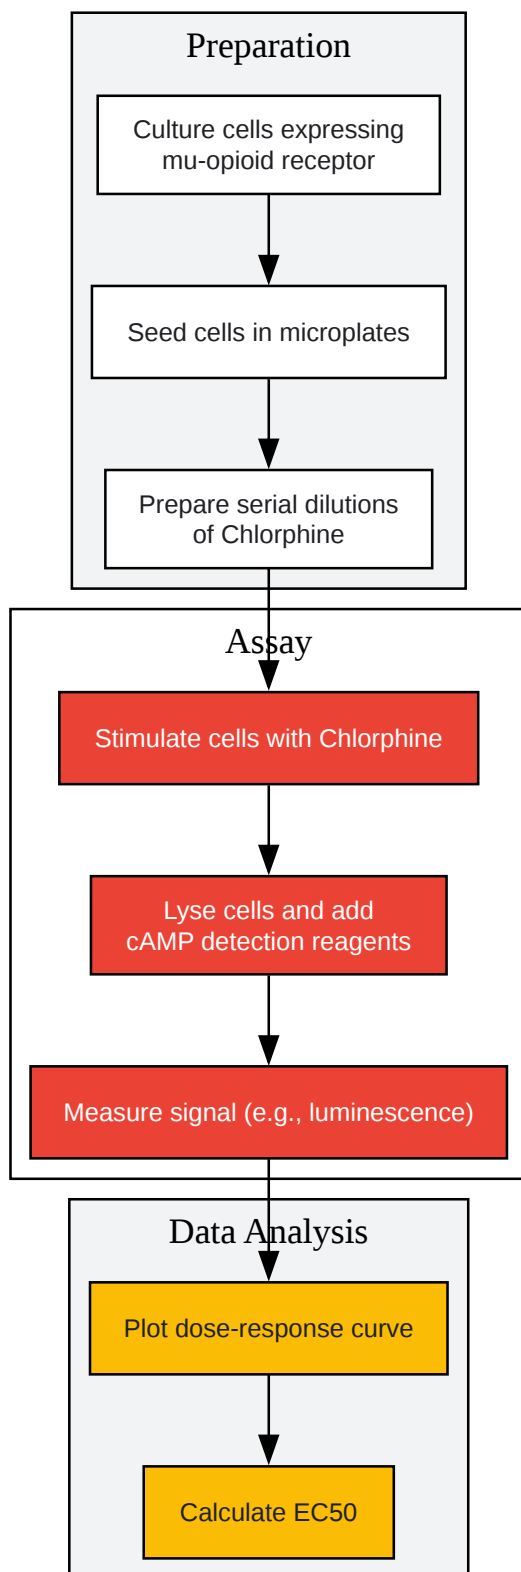 Preparation
Culture cells expressing
mu-opioid receptor
Seed cells in microplates
Prepare serial dilutions
of Chlorphine
Assay
Stimulate cells with Chlorphine
Lyse cells and add
cAMP detection reagents
Measure signal (e.g., luminescence)
Data Analysis
Plot dose-response curve
Calculate EC50